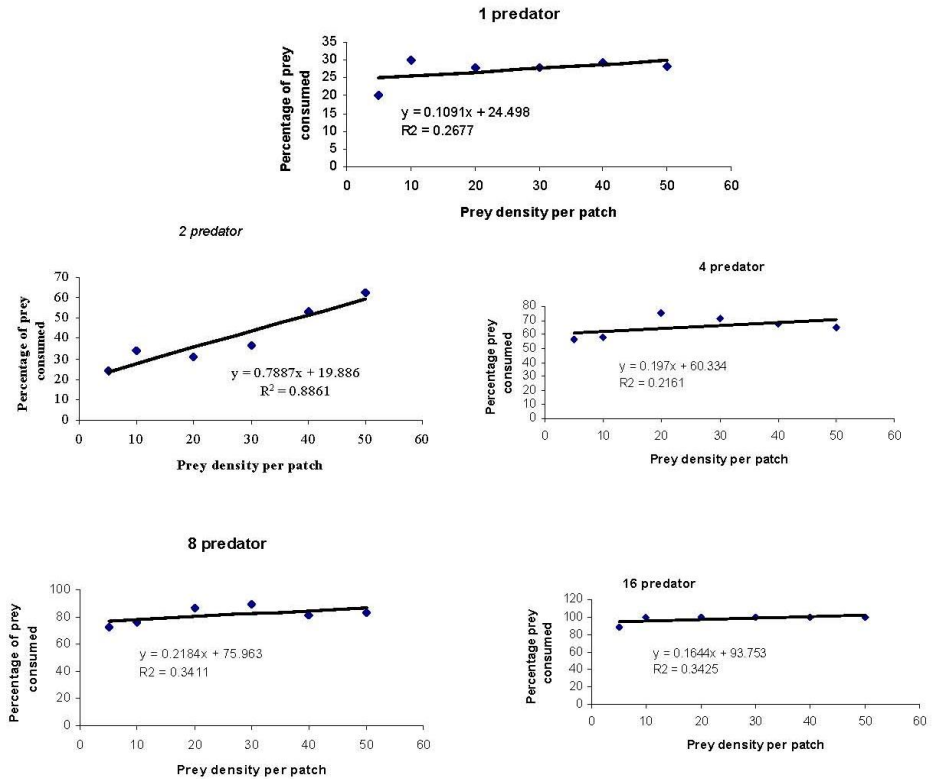 1 predator
Percentage of prey
consumed
35
30
25
20
15
10
5
0
y = 0.1091x + 24.498
R2 = 0.2677
0 10 20 30 40 50 60
Prey density per patch
2 predator
Percentage of prey
consumed
70
60
50
40
30
20
10
0
y = 0.7887x + 19.886
R² = 0.8861
0 10 20 30 40 50 60
Prey density per patch
4 predator
Percentage prey
consumed
80
70
60
50
40
30
20
10
0
y = 0.197x + 60.334
R2 = 0.2161
0 10 20 30 40 50 60
Prey density per patch
8 predator
Percentage of prey
consumed
100
80
60
40
20
0
y = 0.2184x + 75.963
R2 = 0.3411
0 10 20 30 40 50 60
Prey density per patch
16 predator
Percentage prey
consumed
120
100
80
60
40
20
0
y = 0.1644x + 93.753
R2 = 0.3425
0 10 20 30 40 50 60
Prey density per patch